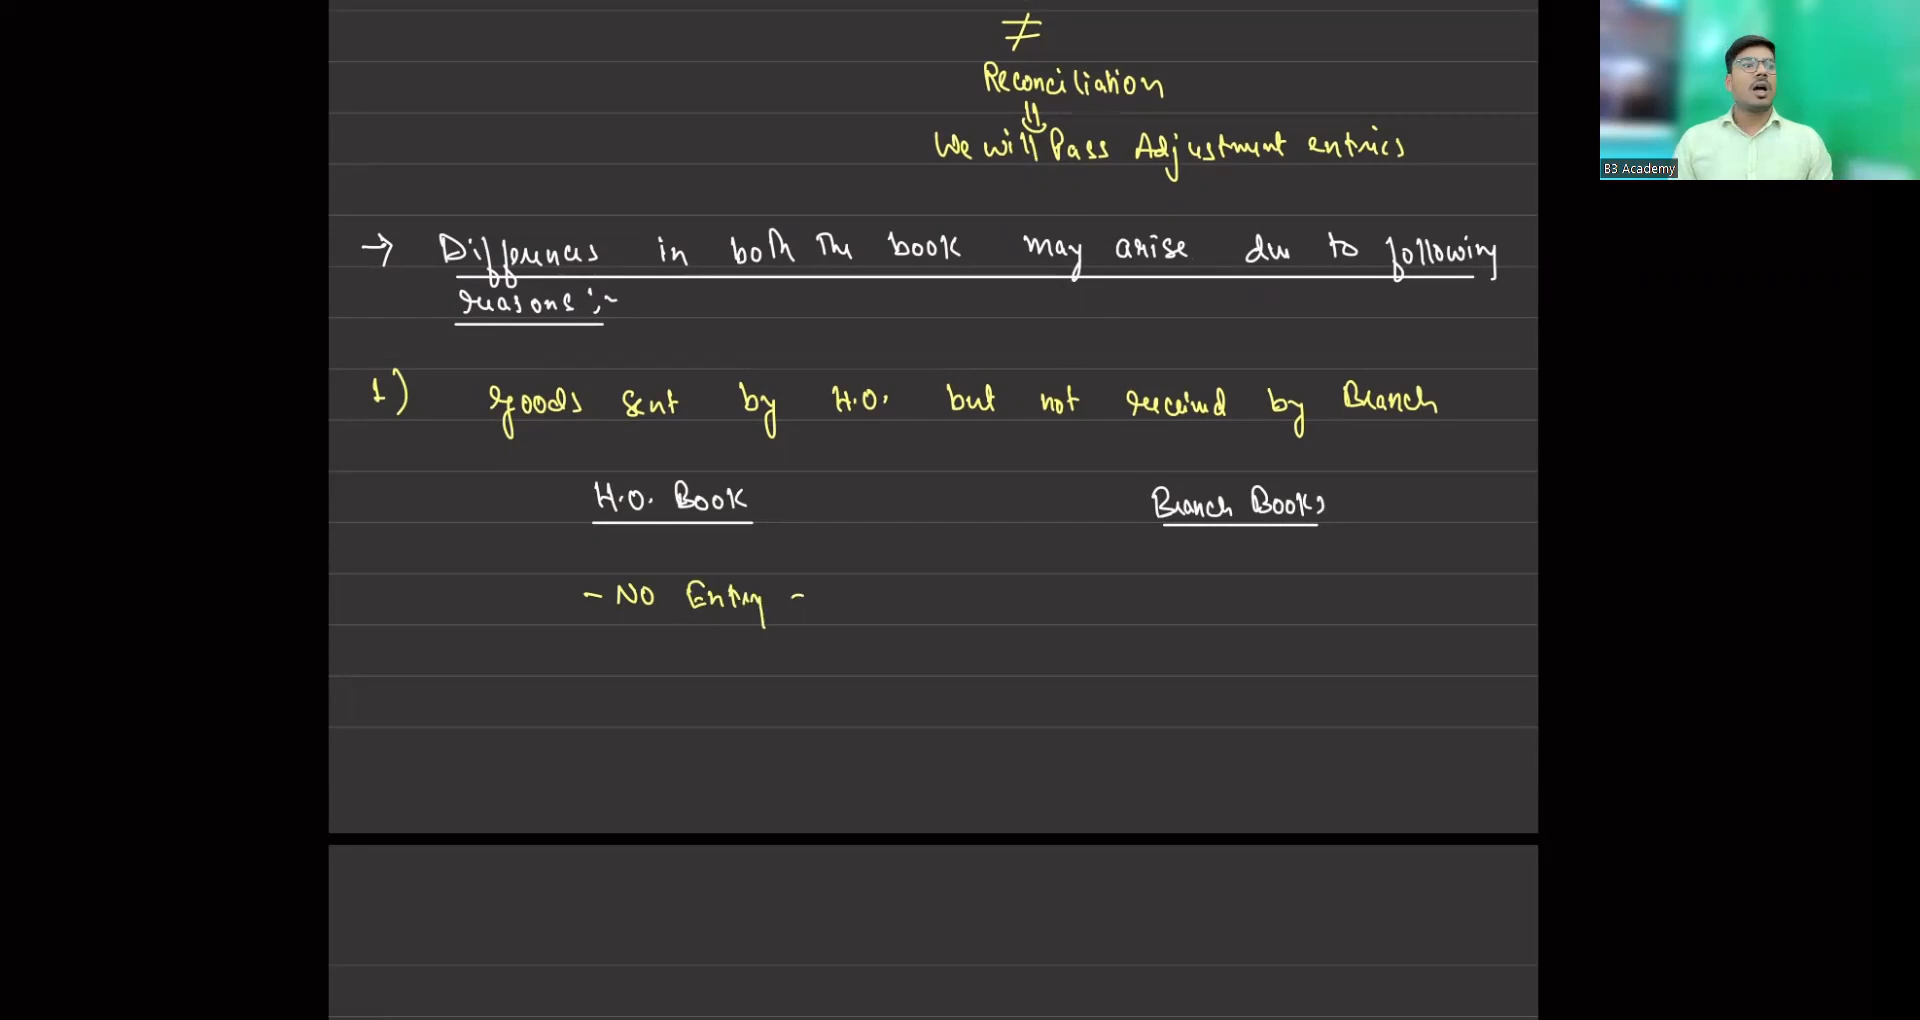 ≠
Reconciliation
⇓
We will Pass Adjustment entries
B3 Academy
→ Differences in both the book may arise due to following
reasons :-
1) Goods sent by H.O. but not received by Branch
H.O. Book
Branch Books
- No Entry -